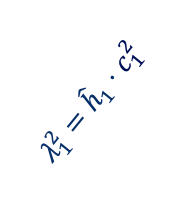 λ₁² = ĥ₁ · c₁²